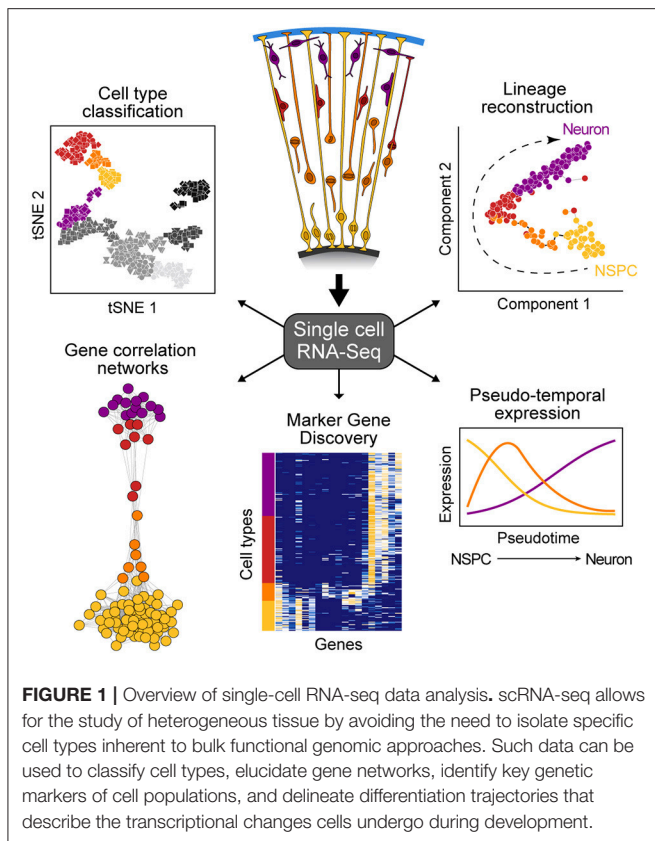 Cell type
classification
tSNE 2
tSNE 1
Lineage
reconstruction
Neuron
Component 2
NSPC
Component 1
Single cell
RNA-Seq
Gene correlation
networks
Marker Gene
Discovery
Cell types
Genes
Pseudo-temporal
expression
Expression
Pseudotime
NSPC Neuron
FIGURE 1 | Overview of single-cell RNA-seq data analysis. scRNA-seq allows
for the study of heterogeneous tissue by avoiding the need to isolate specific
cell types inherent to bulk functional genomic approaches. Such data can be
used to classify cell types, elucidate gene networks, identify key genetic
markers of cell populations, and delineate differentiation trajectories that
describe the transcriptional changes cells undergo during development.